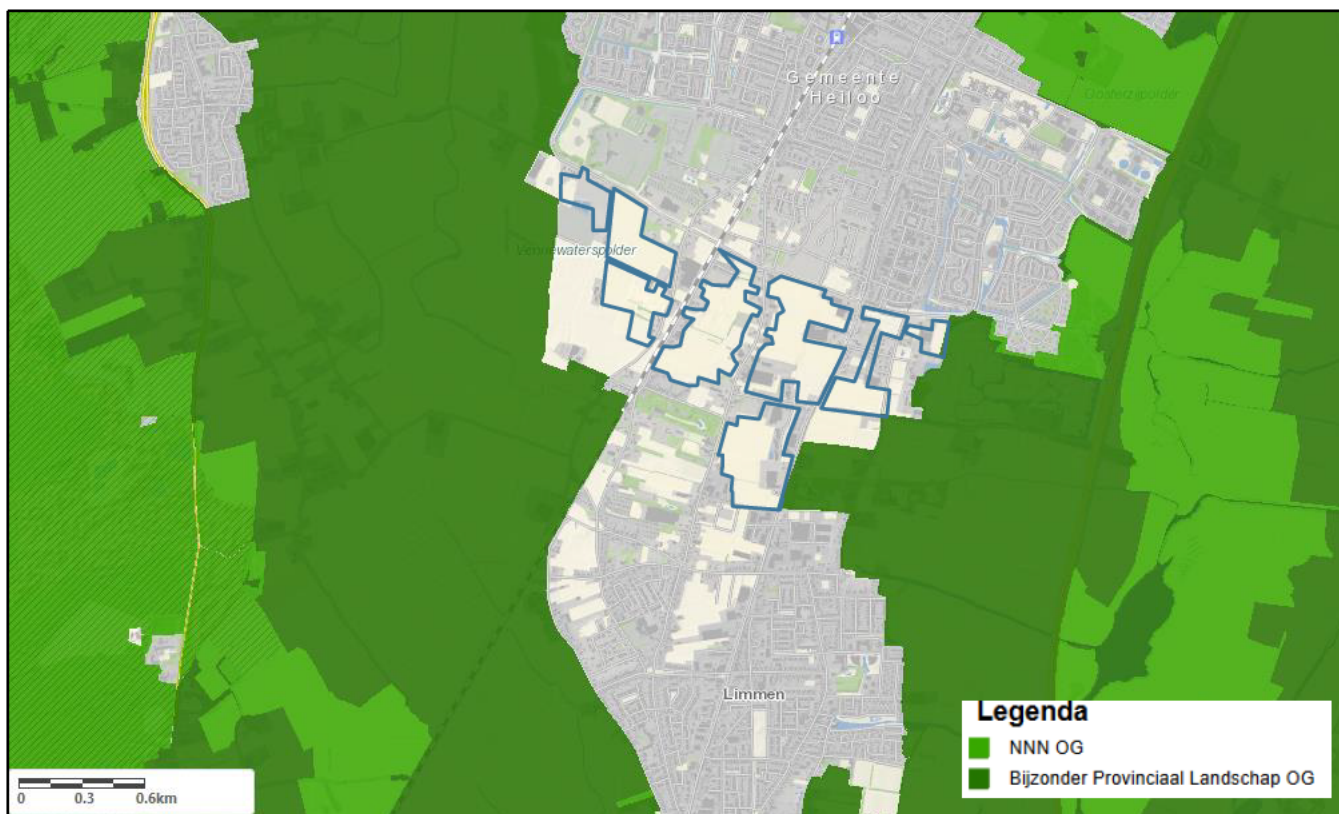 Gemeente
Heiloo
Oosterzijpolder
Vennewaterspolder
Limmen
Legenda
NNN OG
Bijzonder Provinciaal Landschap OG
0 0.3 0.6km